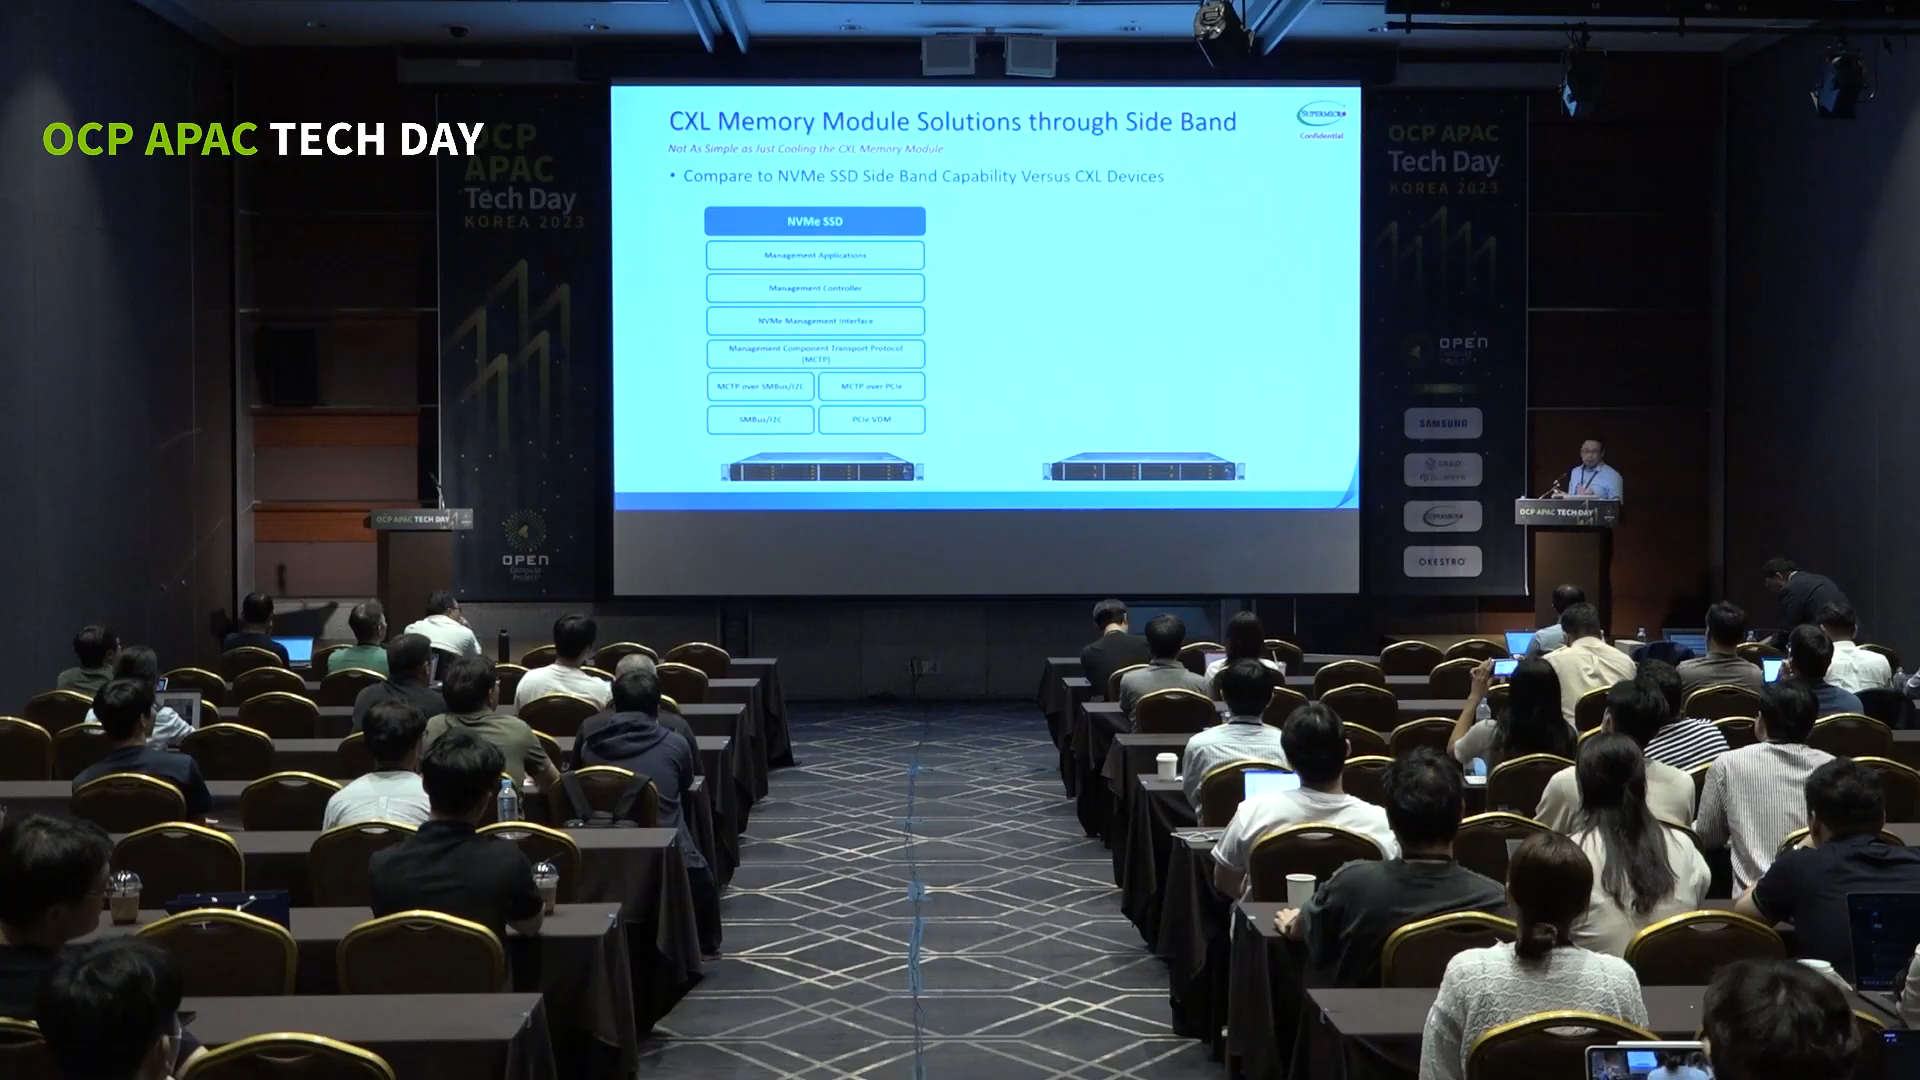 OCP APAC TECH DAY
OCP
APAC
Tech Day
KOREA 2023
OPEN
Compute
Project
OCP APAC TECH DAY
CXL Memory Module Solutions through Side Band
Not As Simple as Just Cooling the CXL Memory Module
SUPERMICRO
Confidential
• Compare to NVMe SSD Side Band Capability Versus CXL Devices
NVMe SSD
Management Applications
Management Controller
NVMe Management Interface
Management Component Transport Protocol
(MCTP)
MCTP over SMBus/I2C
MCTP over PCIe
SMBus/I2C
PCIe VDM
OCP APAC
Tech Day
KOREA 2023
OPEN
SAMSUNG
SUPERMICRO
OKESTRO
OCP APAC TECH DAY